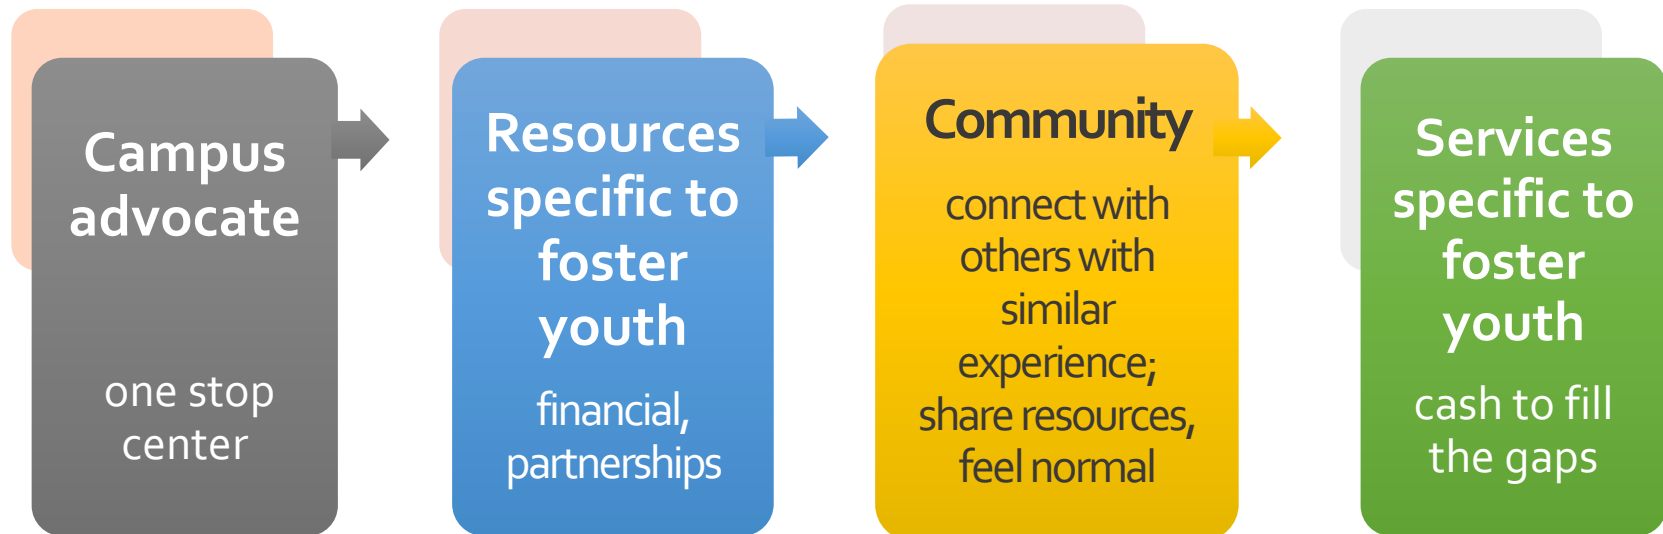 Campus
advocate
one stop
center
Resources
specific to
foster
youth
financial,
partnerships
Community
connect with
others with
similar
experience;
share resources,
feel normal
Services
specific to
foster
youth
cash to fill
the gaps